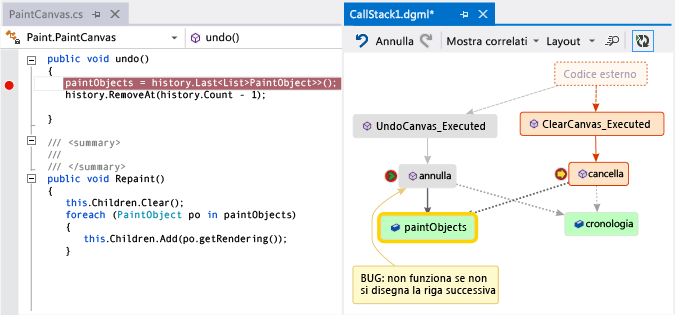 PaintCanvas.cs
Paint.PaintCanvas
undo()
public void undo()
{
paintObjects = history.Last<List>PaintObject>>();
history.RemoveAt(history.Count - 1);
}
/// <summary>
///
/// </summary>
public void Repaint()
{
this.Children.Clear();
foreach (PaintObject po in paintObjects)
{
this.Children.Add(po.getRendering());
}
CallStack1.dgml*
Annulla
Mostra correlati
Layout
Codice esterno
UndoCanvas_Executed
ClearCanvas_Executed
annulla
cancella
paintObjects
cronologia
BUG: non funziona se non
si disegna la riga successiva